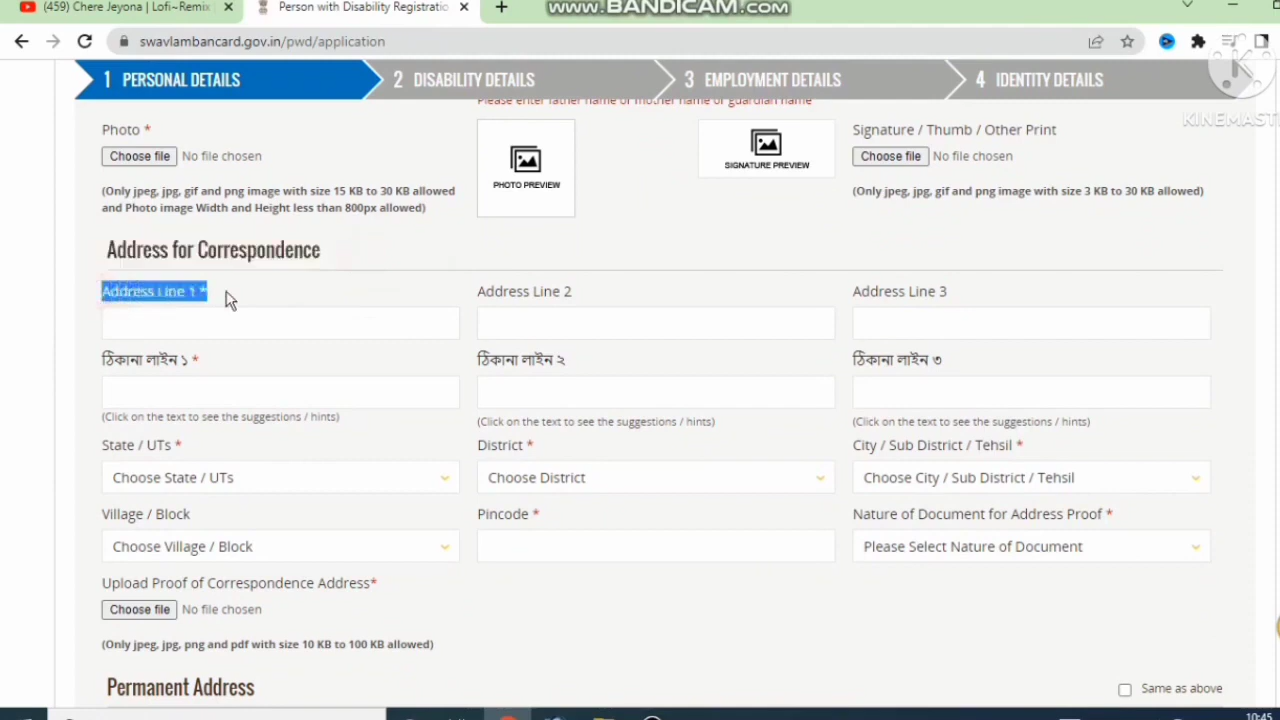 (459) Chere Jeyona | Lofi~Remix
Person with Disability Registratio
www.BANDICAM.com
swavlambancard.gov.in/pwd/application
KINEMAST
1 PERSONAL DETAILS 2 DISABILITY DETAILS 3 EMPLOYMENT DETAILS 4 IDENTITY DETAILS
Please enter father name or mother name or guardian name
Photo * Signature / Thumb / Other Print
Choose file No file chosen PHOTO PREVIEW SIGNATURE PREVIEW Choose file No file chosen
(Only jpeg, jpg, gif and png image with size 15 KB to 30 KB allowed
and Photo image Width and Height less than 800px allowed)
(Only jpeg, jpg, gif and png image with size 3 KB to 30 KB allowed)
Address for Correspondence
Address Line 1 * Address Line 2 Address Line 3
ঠিকানা লাইন ১ * ঠিকানা লাইন ২ ঠিকানা লাইন ৩
(Click on the text to see the suggestions / hints) (Click on the text to see the suggestions / hints) (Click on the text to see the suggestions / hints)
State / UTs * District * City / Sub District / Tehsil *
Choose State / UTs Choose District Choose City / Sub District / Tehsil
Village / Block Pincode * Nature of Document for Address Proof *
Choose Village / Block Please Select Nature of Document
Upload Proof of Correspondence Address*
Choose file No file chosen
(Only jpeg, jpg, png and pdf with size 10 KB to 100 KB allowed)
Permanent Address Same as above
10:45